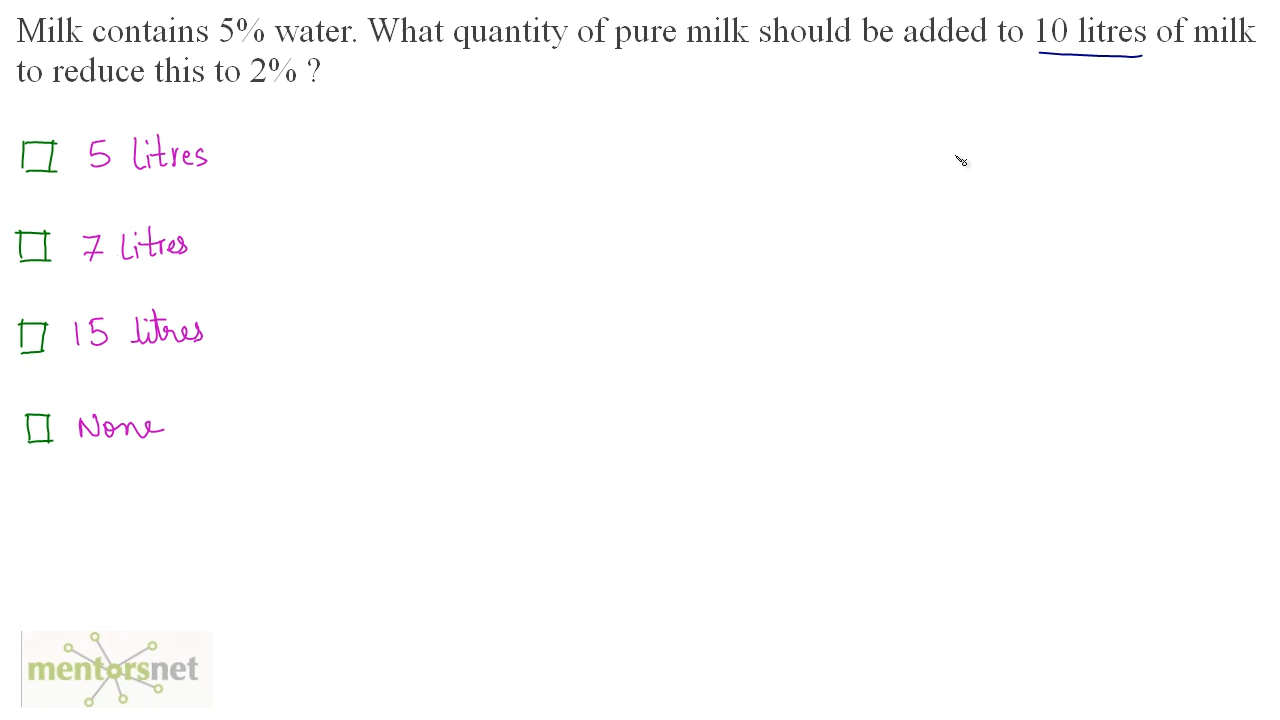 Milk contains 5% water. What quantity of pure milk should be added to 10 litres of milk
to reduce this to 2% ?
5 Litres
7 Litres
15 litres
None
mentorsnet